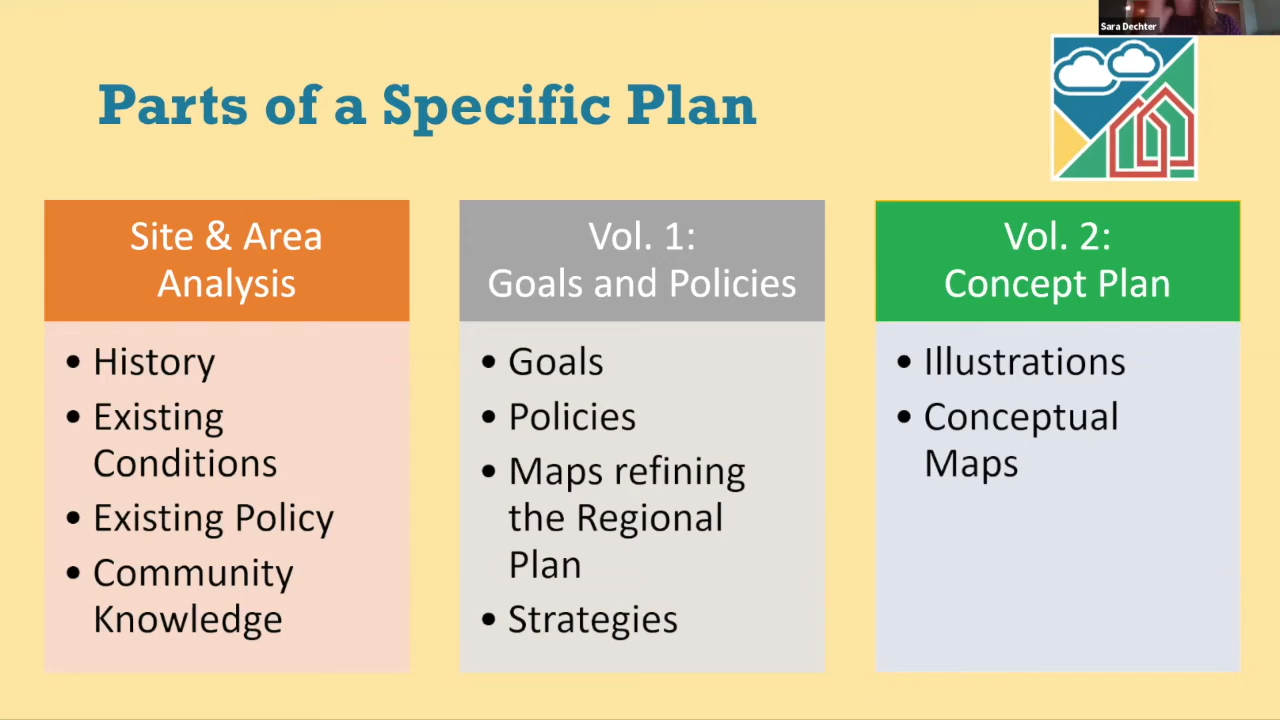 Sara Dechter
Parts of a Specific Plan
Site & Area
Analysis
• History
• Existing
Conditions
• Existing Policy
• Community
Knowledge
Vol. 1:
Goals and Policies
• Goals
• Policies
• Maps refining
the Regional
Plan
• Strategies
Vol. 2:
Concept Plan
• Illustrations
• Conceptual
Maps